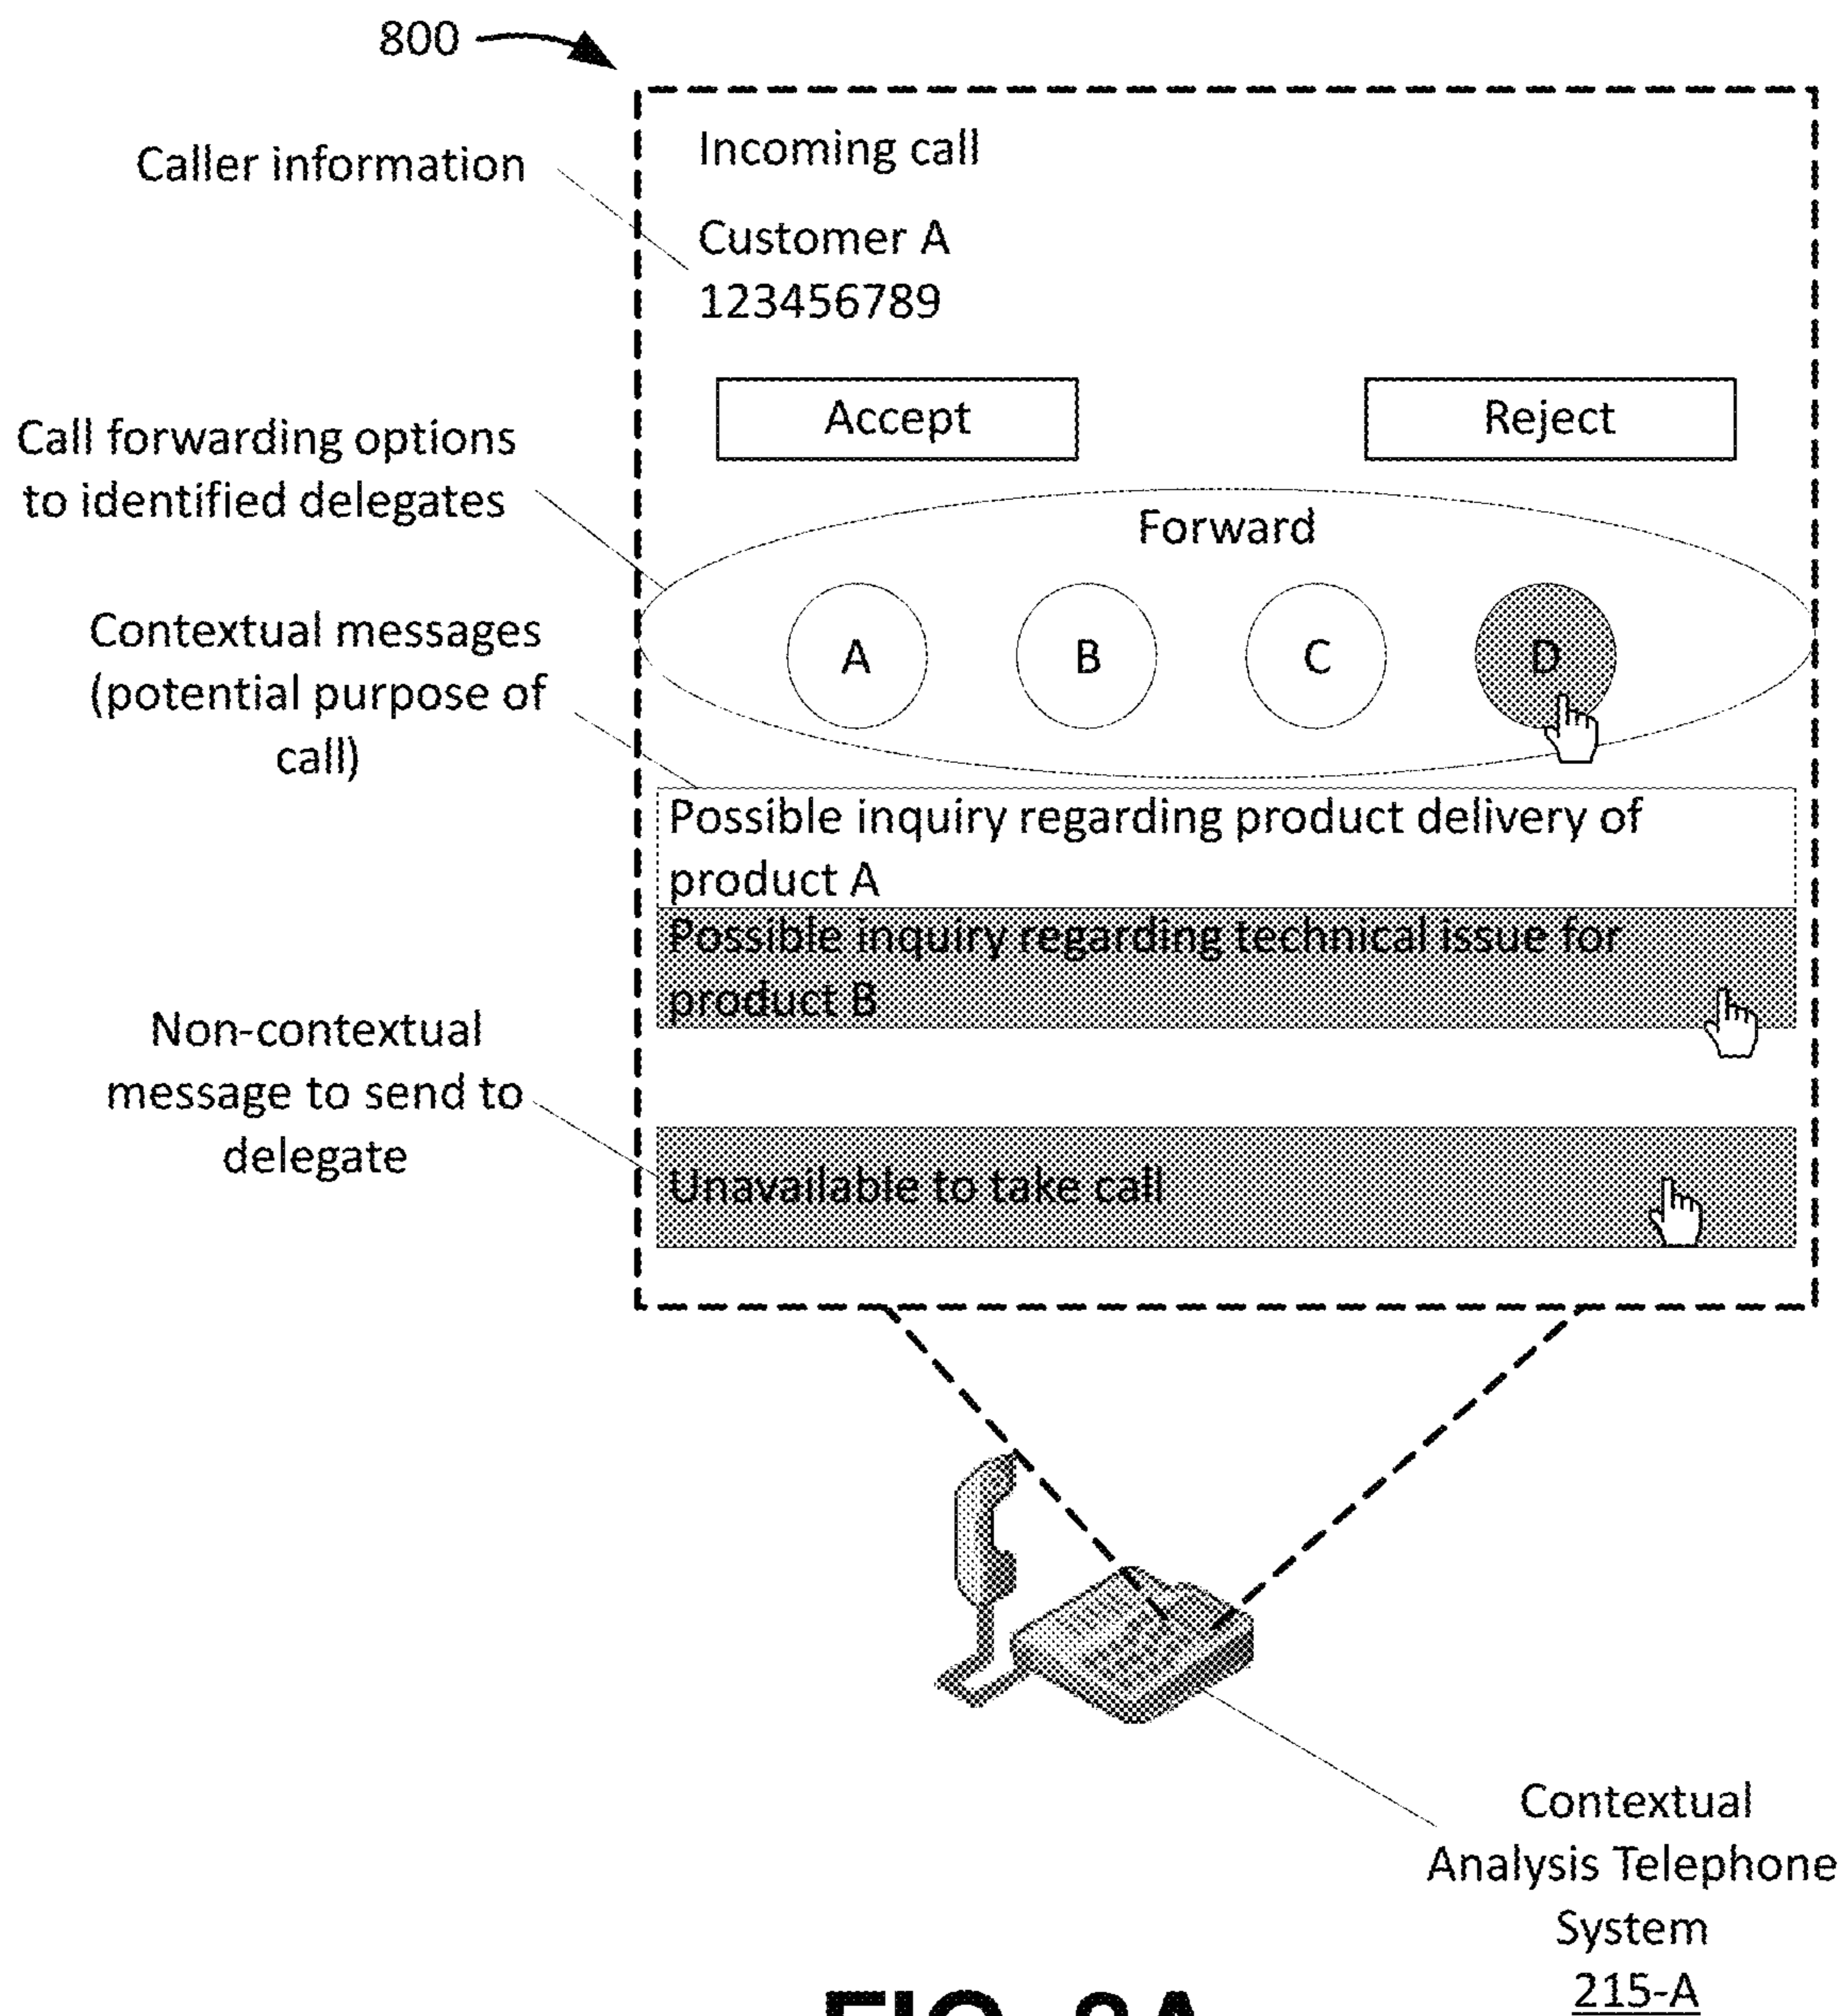 800
Caller information
Incoming call
Customer A
123456789
Accept
Reject
Call forwarding options
to identified delegates
Forward
A
B
C
D
Contextual messages
(potential purpose of
call)
Possible inquiry regarding product delivery of
product A
Possible inquiry regarding technical issue for
product B
Non-contextual
message to send to
delegate
Unavailable to take call
Contextual
Analysis Telephone
System
215-A
FIG. 8A